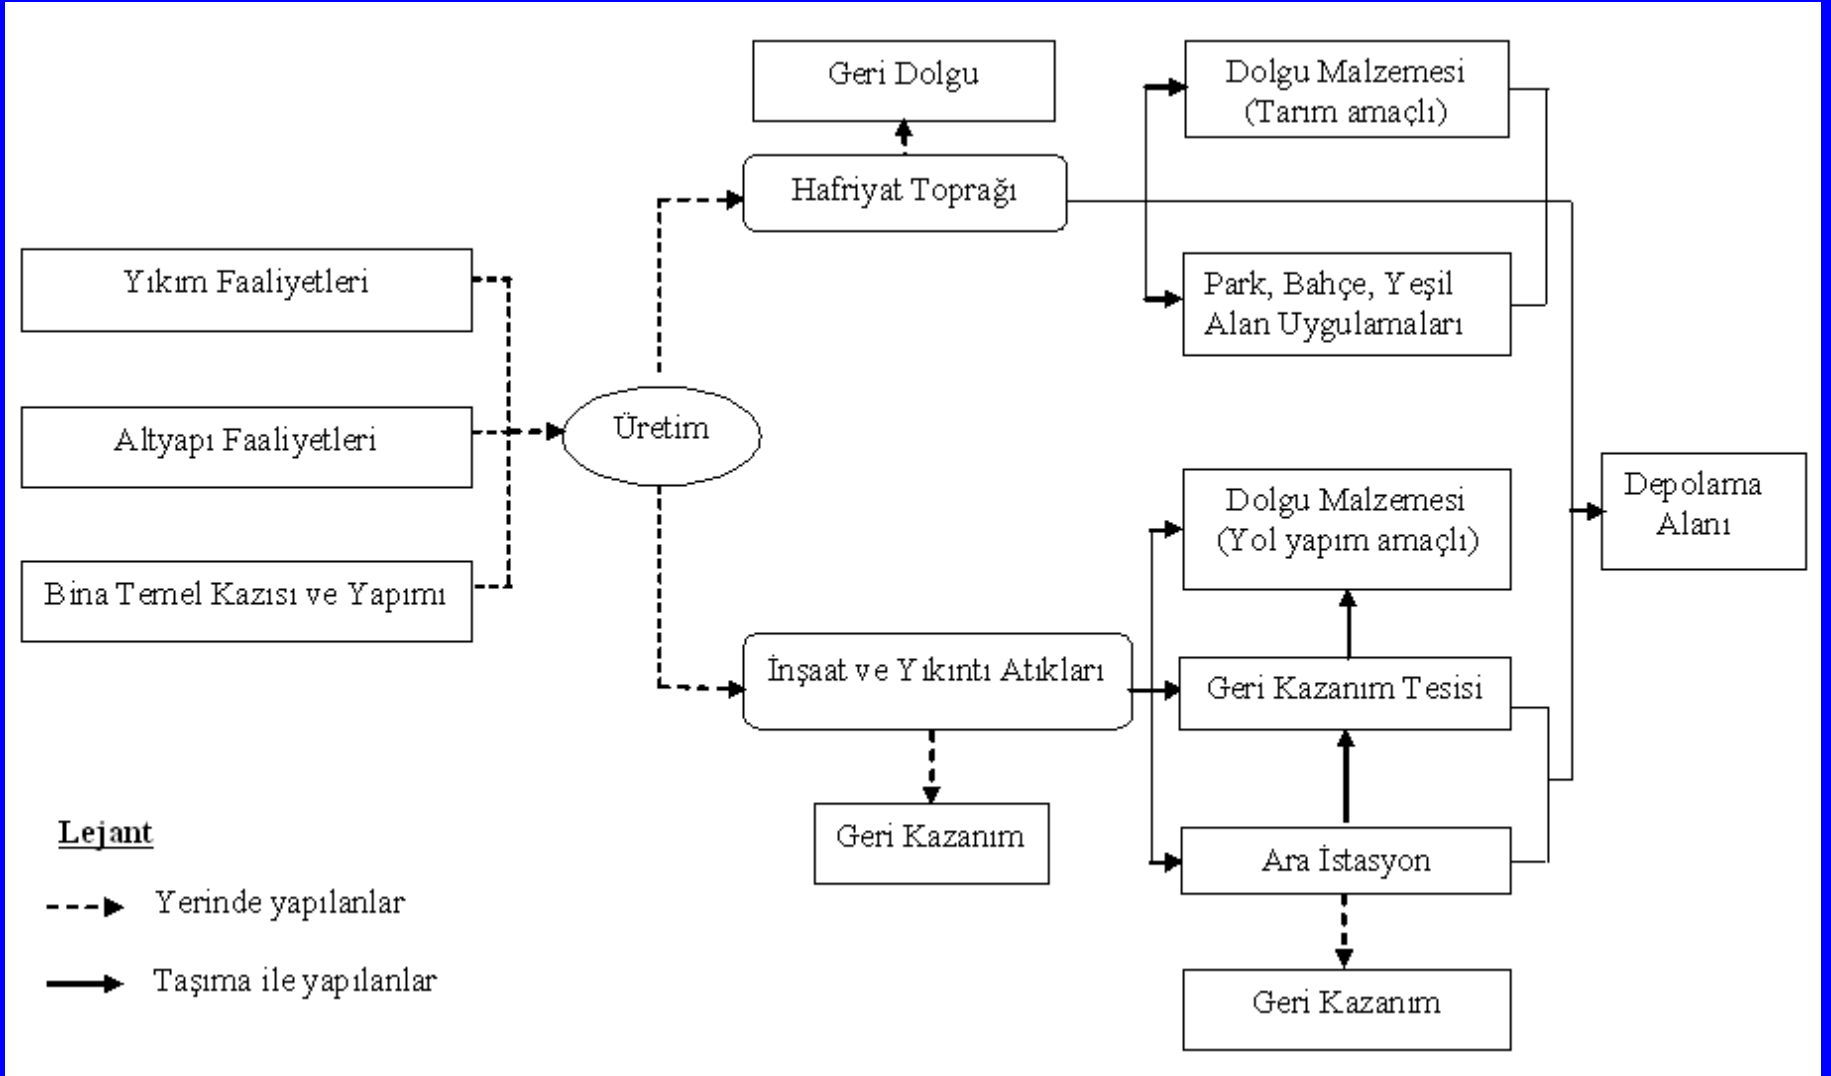 Geri Dolgu
Dolgu Malzemesi
(Tarım amaçlı)
Hafriyat Toprağı
Park, Bahçe, Yeşil
Alan Uygulamaları
Yıkım Faaliyetleri
Altyapı Faaliyetleri
Bina Temel Kazısı ve Yapımı
Üretim
Dolgu Malzemesi
(Yol yapım amaçlı)
Depolama
Alanı
İnşaat ve Yıkıntı Atıkları
Geri Kazanım Tesisi
Geri Kazanım
Ara İstasyon
Geri Kazanım
Lejant
Yerinde yapılanlar
Taşıma ile yapılanlar